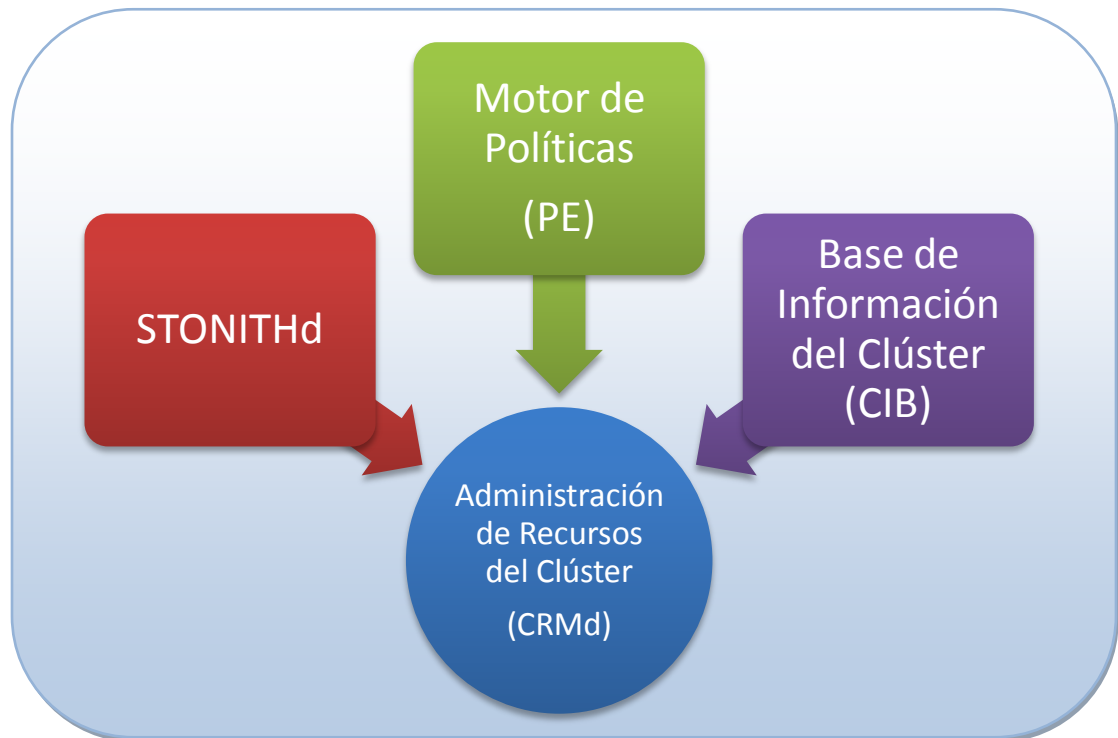 Motor de
Políticas
(PE)
STONITHd
Base de
Información
del Clúster
(CIB)
Administración
de Recursos
del Clúster
(CRMd)